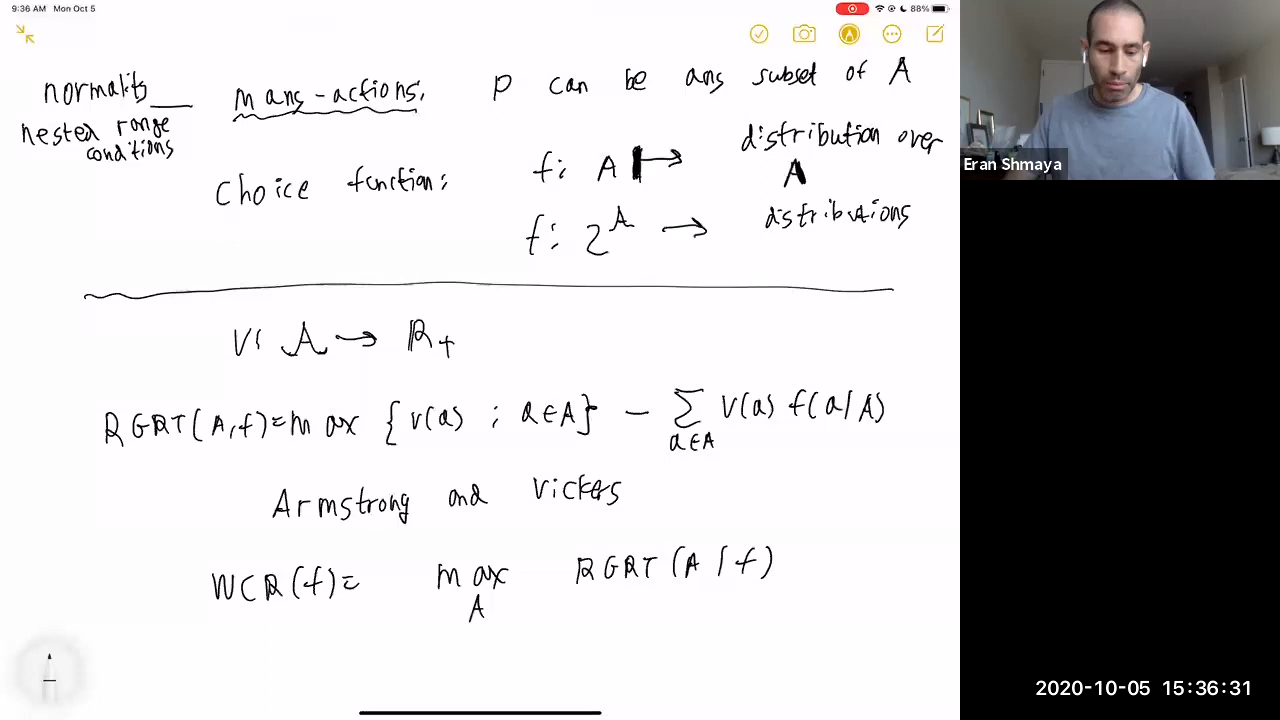 9:36 AM Mon Oct 5
88%
normality
nested range
conditions
many-actions.
P can be any subset of A
Choice function:
f: A ↦ distribution over A
f: 2^A → distributions
V: A → R+
RGRT(A,f)=max {v(a) ; a∈A} − ∑ a∈A v(a) f(a|A)
Armstrong and Vickers
WCR(f)= max A RGRT(A,f)
Eran Shmaya
2020-10-05 15:36:31